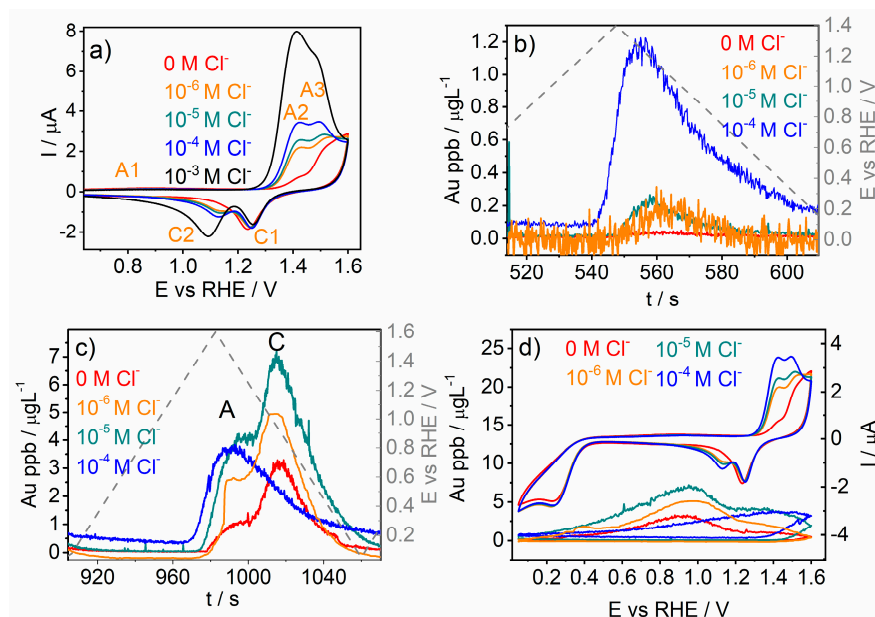 a)
0 M Cl-
10-6 M Cl-
10-5 M Cl-
10-4 M Cl-
10-3 M Cl-
A1
A2
A3
C2
C1
I / μA
8
6
4
2
0
-2
0.8 1.0 1.2 1.4 1.6
E vs RHE / V
b)
0 M Cl-
10-6 M Cl-
10-5 M Cl-
10-4 M Cl-
Au ppb / μgL-1
1.2
1.0
0.8
0.6
0.4
0.2
0.0
1.4
1.2
1.0
0.8
0.6
0.4
0.2
0.0
E vs RHE / V
520 540 560 580 600
t / s
c)
0 M Cl-
10-6 M Cl-
10-5 M Cl-
10-4 M Cl-
A
C
Au ppb / μgL-1
7
6
5
4
3
2
1
0
1.6
1.4
1.2
1.0
0.8
0.6
0.4
0.2
E vs RHE / V
920 960 1000 1040
t / s
d)
0 M Cl-
10-5 M Cl-
10-6 M Cl-
10-4 M Cl-
Au ppb / μgL-1
25
20
15
10
5
0
4
2
0
-2
-4
I / μA
0.2 0.4 0.6 0.8 1.0 1.2 1.4 1.6
E vs RHE / V